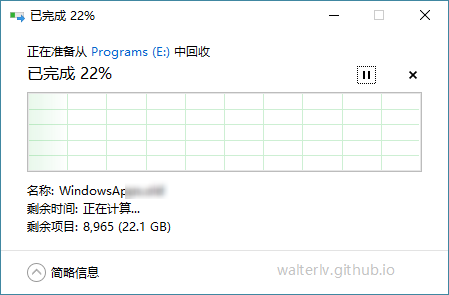 已完成 22%
正在准备从 Programs (E:) 中回收
已完成 22%
名称: WindowsAp
剩余时间: 正在计算...
剩余项目: 8,965 (22.1 GB)
简略信息
walterlv.github.io